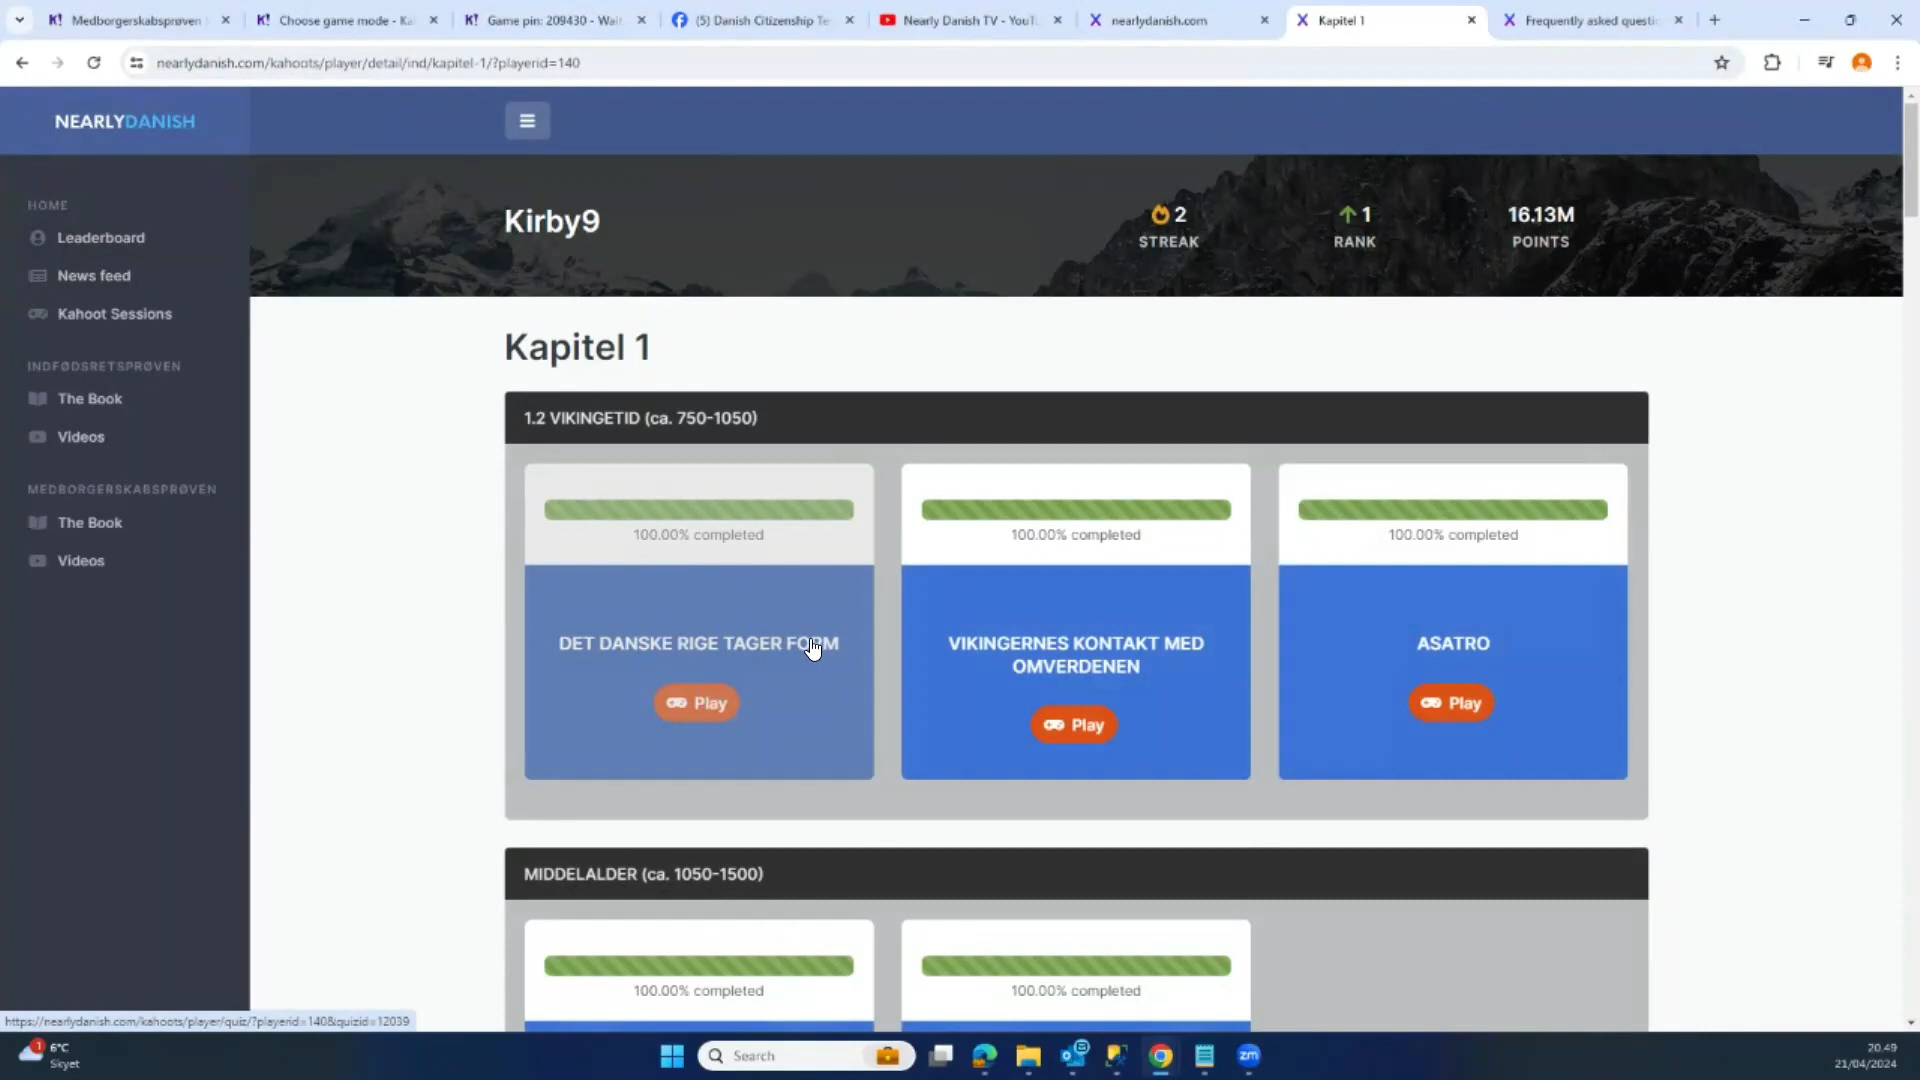 Medborgerskabsprøven
Choose game mode - Ka
Game pin: 209430 - Wait
(5) Danish Citizenship Te
Nearly Danish TV - YouTu
nearlydanish.com
Kapitel 1
Frequently asked questi
nearlydanish.com/kahoots/player/detail/ind/kapitel-1/?playerid=140
NEARLYDANISH
HOME
Leaderboard
News feed
Kahoot Sessions
INDFØDSRETSPRØVEN
The Book
Videos
MEDBORGERSKABSPRØVEN
The Book
Videos
Kirby9
2
STREAK
1
RANK
16.13M
POINTS
Kapitel 1
1.2 VIKINGETID (ca. 750-1050)
100.00% completed
DET DANSKE RIGE TAGER FORM
Play
100.00% completed
VIKINGERNES KONTAKT MED
OMVERDENEN
Play
100.00% completed
ASATRO
Play
MIDDELALDER (ca. 1050-1500)
100.00% completed
100.00% completed
https://nearlydanish.com/kahoots/player/quiz/?playerid=140&quizid=12039
1
6°C
Skyet
Search
zm
20.49
21/04/2024